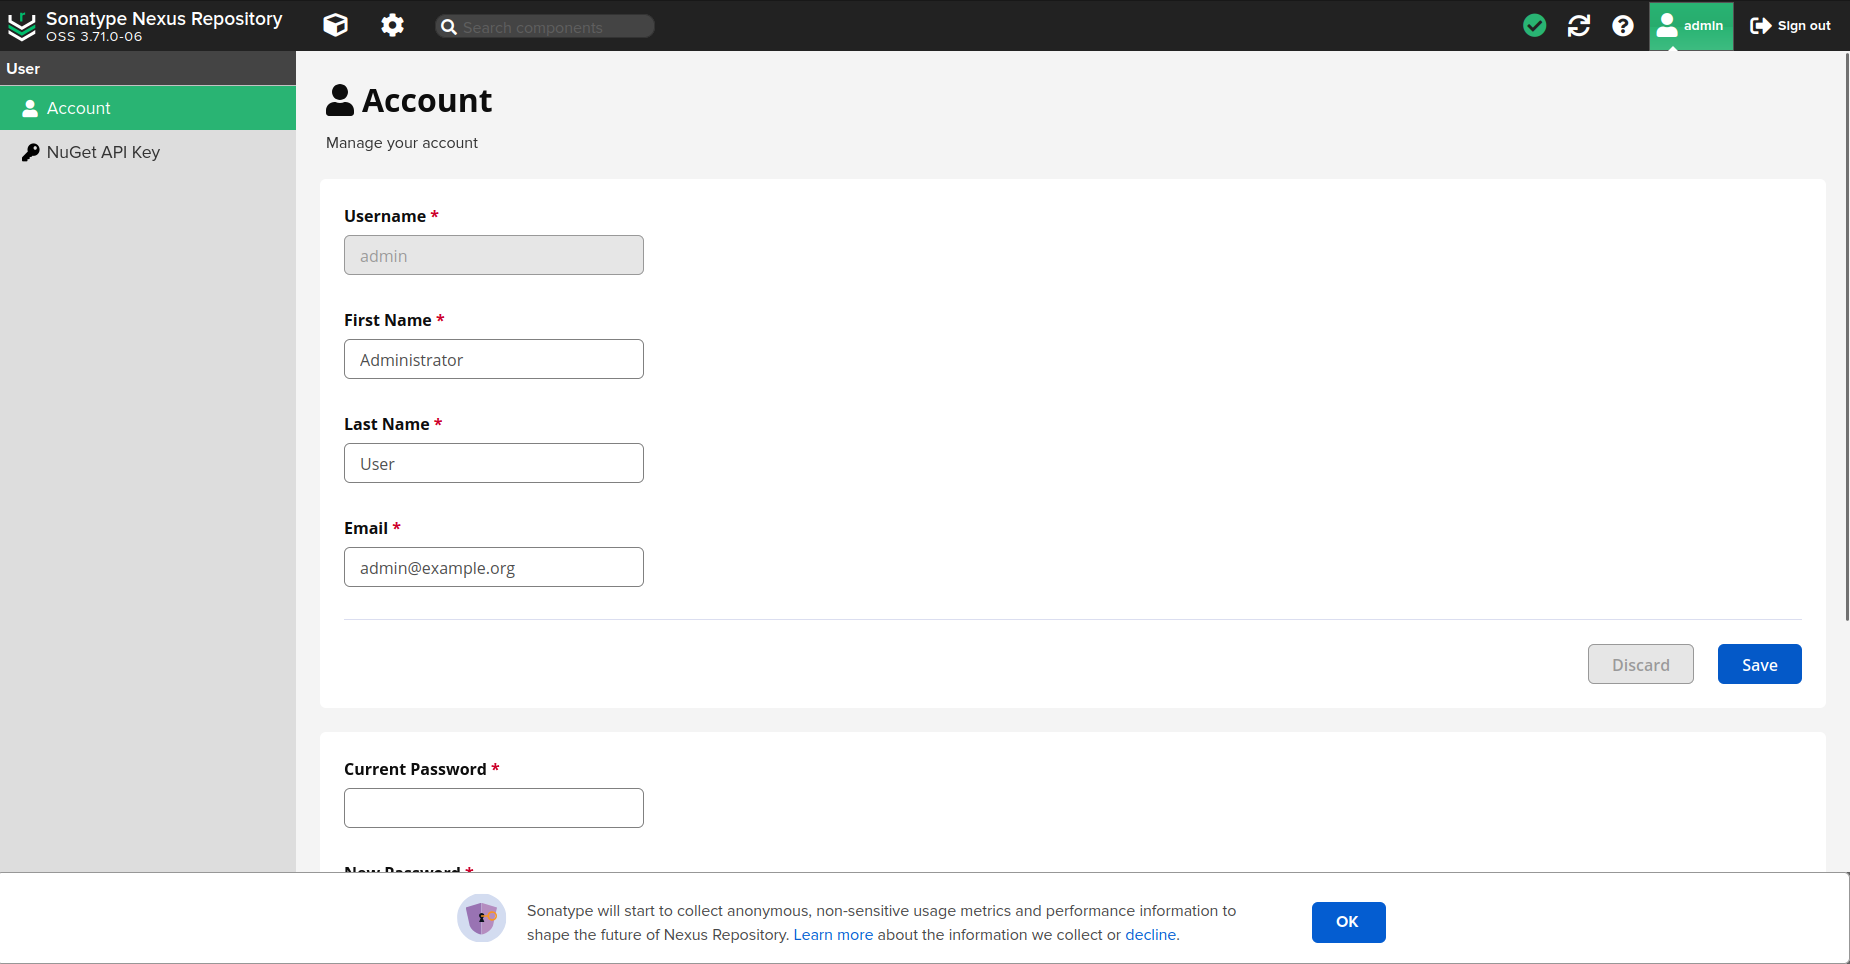 Sonatype Nexus Repository
OSS 3.71.0-06
Search components
admin
Sign out
User
Account
NuGet API Key
Account
Manage your account
Username *
admin
First Name *
Administrator
Last Name *
User
Email *
admin@example.org
Discard
Save
Current Password *
New Password *
Sonatype will start to collect anonymous, non-sensitive usage metrics and performance information to
shape the future of Nexus Repository. Learn more about the information we collect or decline.
OK